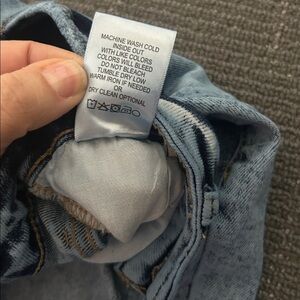 MACHINE WASH COLD
INSIDE OUT
WITH LIKE COLORS
COLORS WILL BLEED
DO NOT BLEACH
TUMBLE DRY LOW
WARM IRON IF NEEDED
OR
DRY CLEAN OPTIONAL